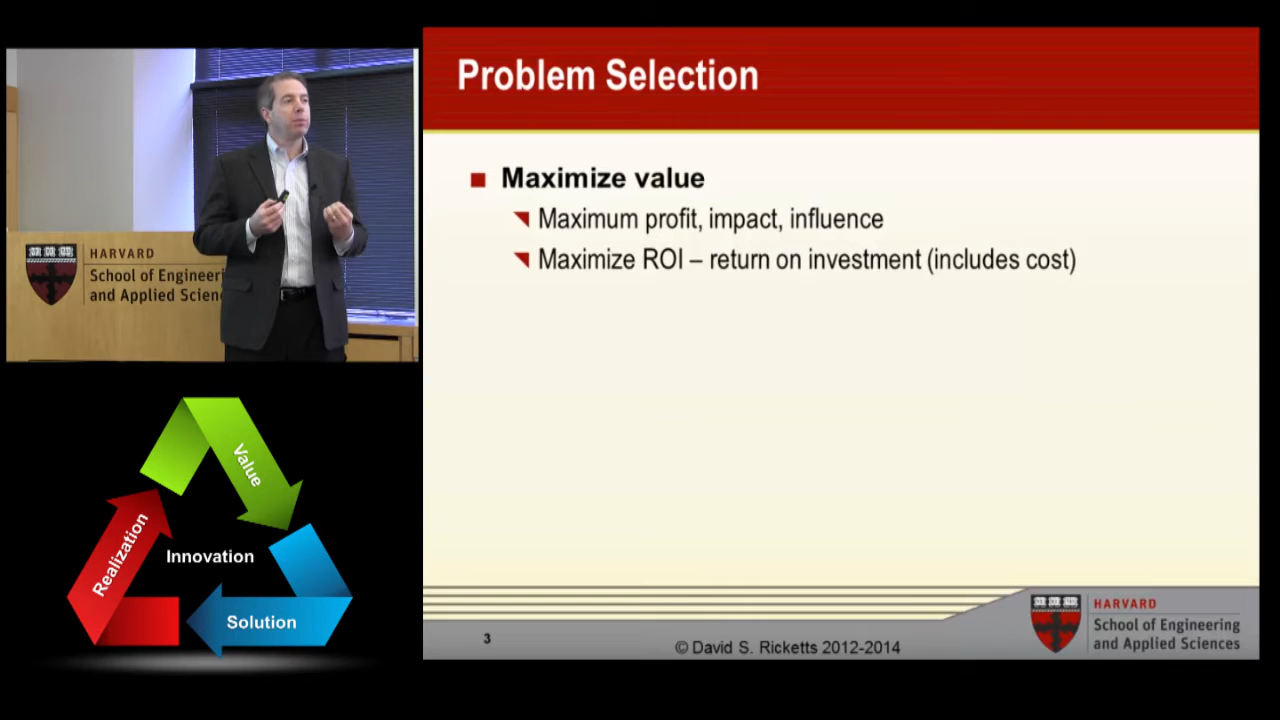 Problem Selection
Maximize value
Maximum profit, impact, influence
Maximize ROI – return on investment (includes cost)
HARVARD
School of Engineeri
and Applied Scienc
Value
Realization
Innovation
Solution
3
© David S. Ricketts 2012-2014
HARVARD
School of Engineering
and Applied Sciences